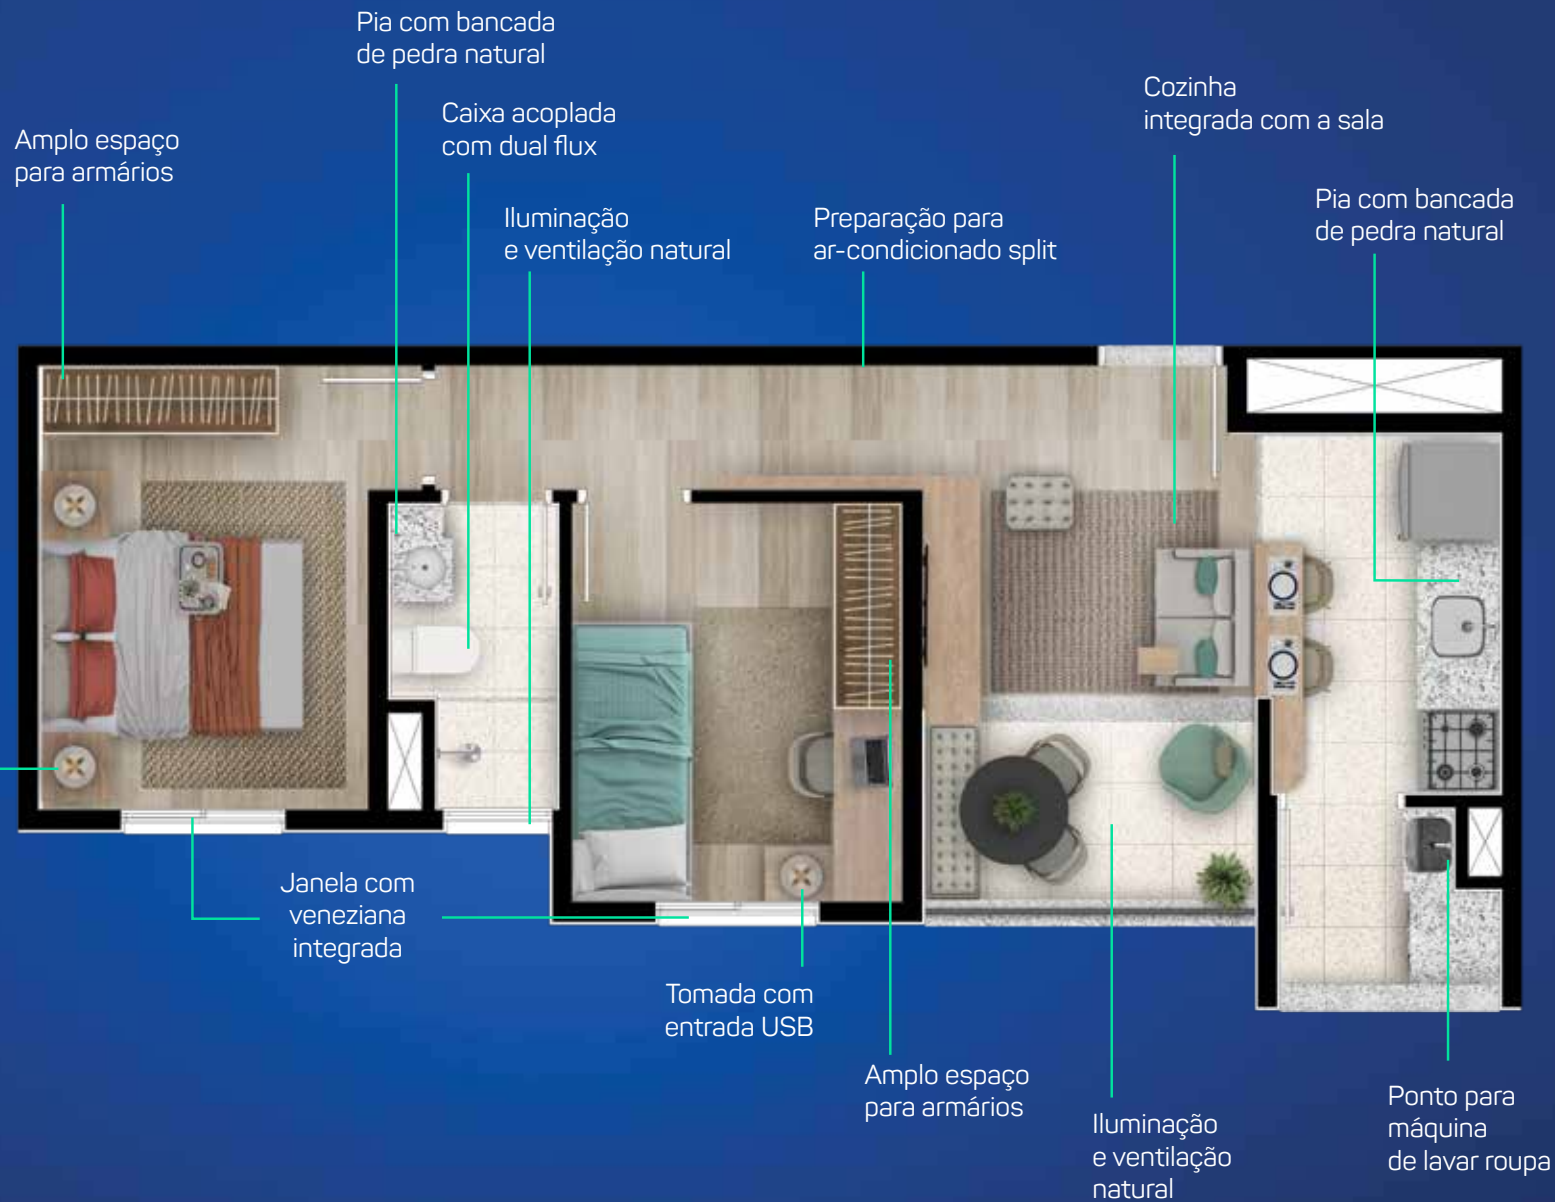 Pia com bancada
de pedra natural
Caixa acoplada
com dual flux
Cozinha
integrada com a sala
Amplo espaço
para armários
Iluminação
e ventilação natural
Preparação para
ar-condicionado split
Pia com bancada
de pedra natural
Janela com
veneziana
integrada
Tomada com
entrada USB
Amplo espaço
para armários
Iluminação
e ventilação
natural
Ponto para
máquina
de lavar roupa